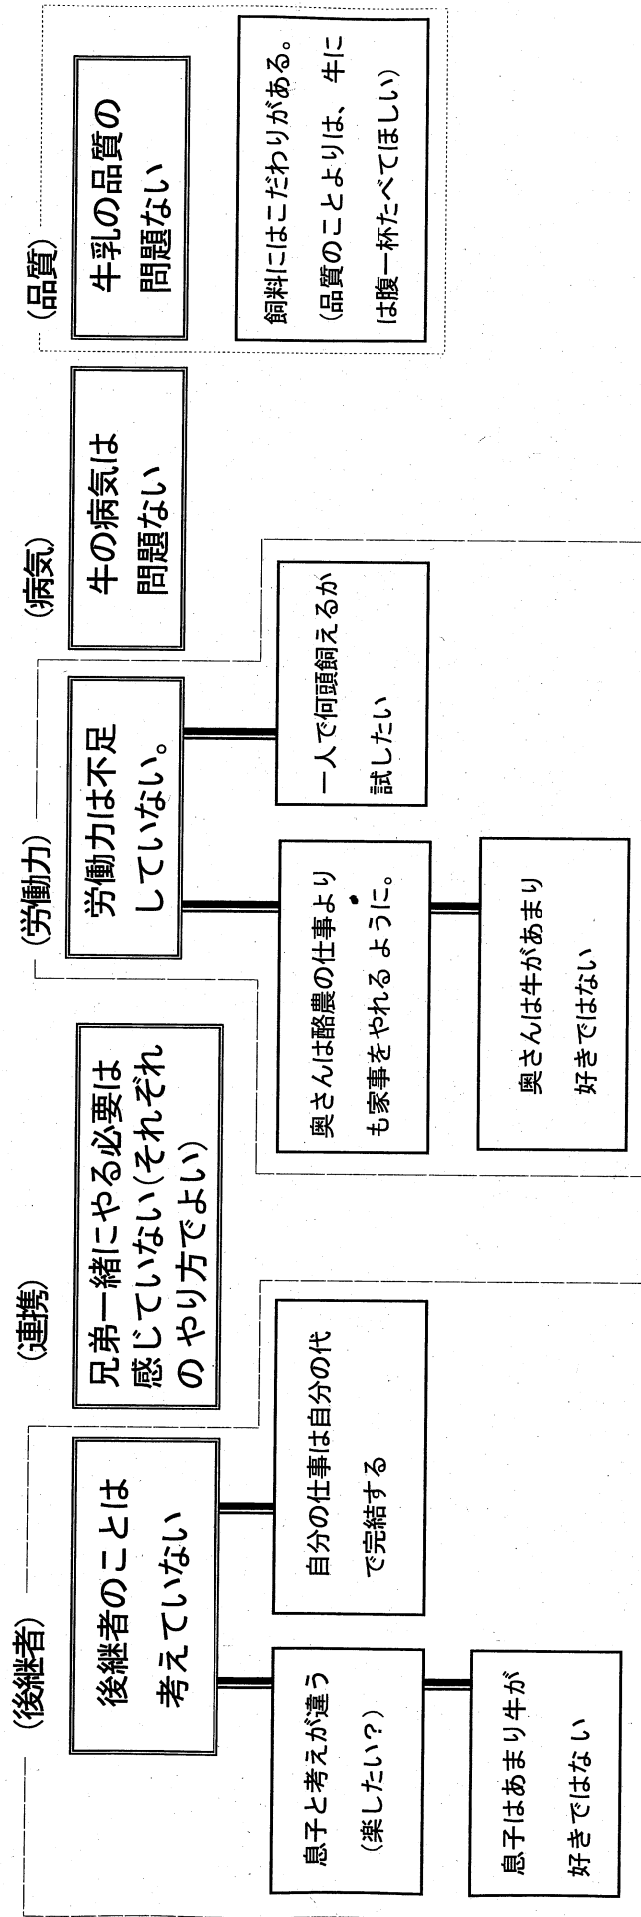 (後継者)
後継者のことは
考えていない
息子と考えが違う
(楽したい?)
息子はあまり牛が
好きではない
自分の仕事は自分の代
で完結する
(連携)
兄弟一緒にやる必要は
感じていない(それぞれ
のやり方でよい)
(労働力)
労働力は不足
していない。
奥さんは酪農の仕事より
も家事をやれるように。
奥さんは牛があまり
好きではない
一人で何頭飼えるか
試したい
(病気)
牛の病気は
問題ない
(品質)
牛乳の品質の
問題ない
飼料にはこだわりがある。
(品質のことよりは、牛に
は腹一杯たべてほしい)